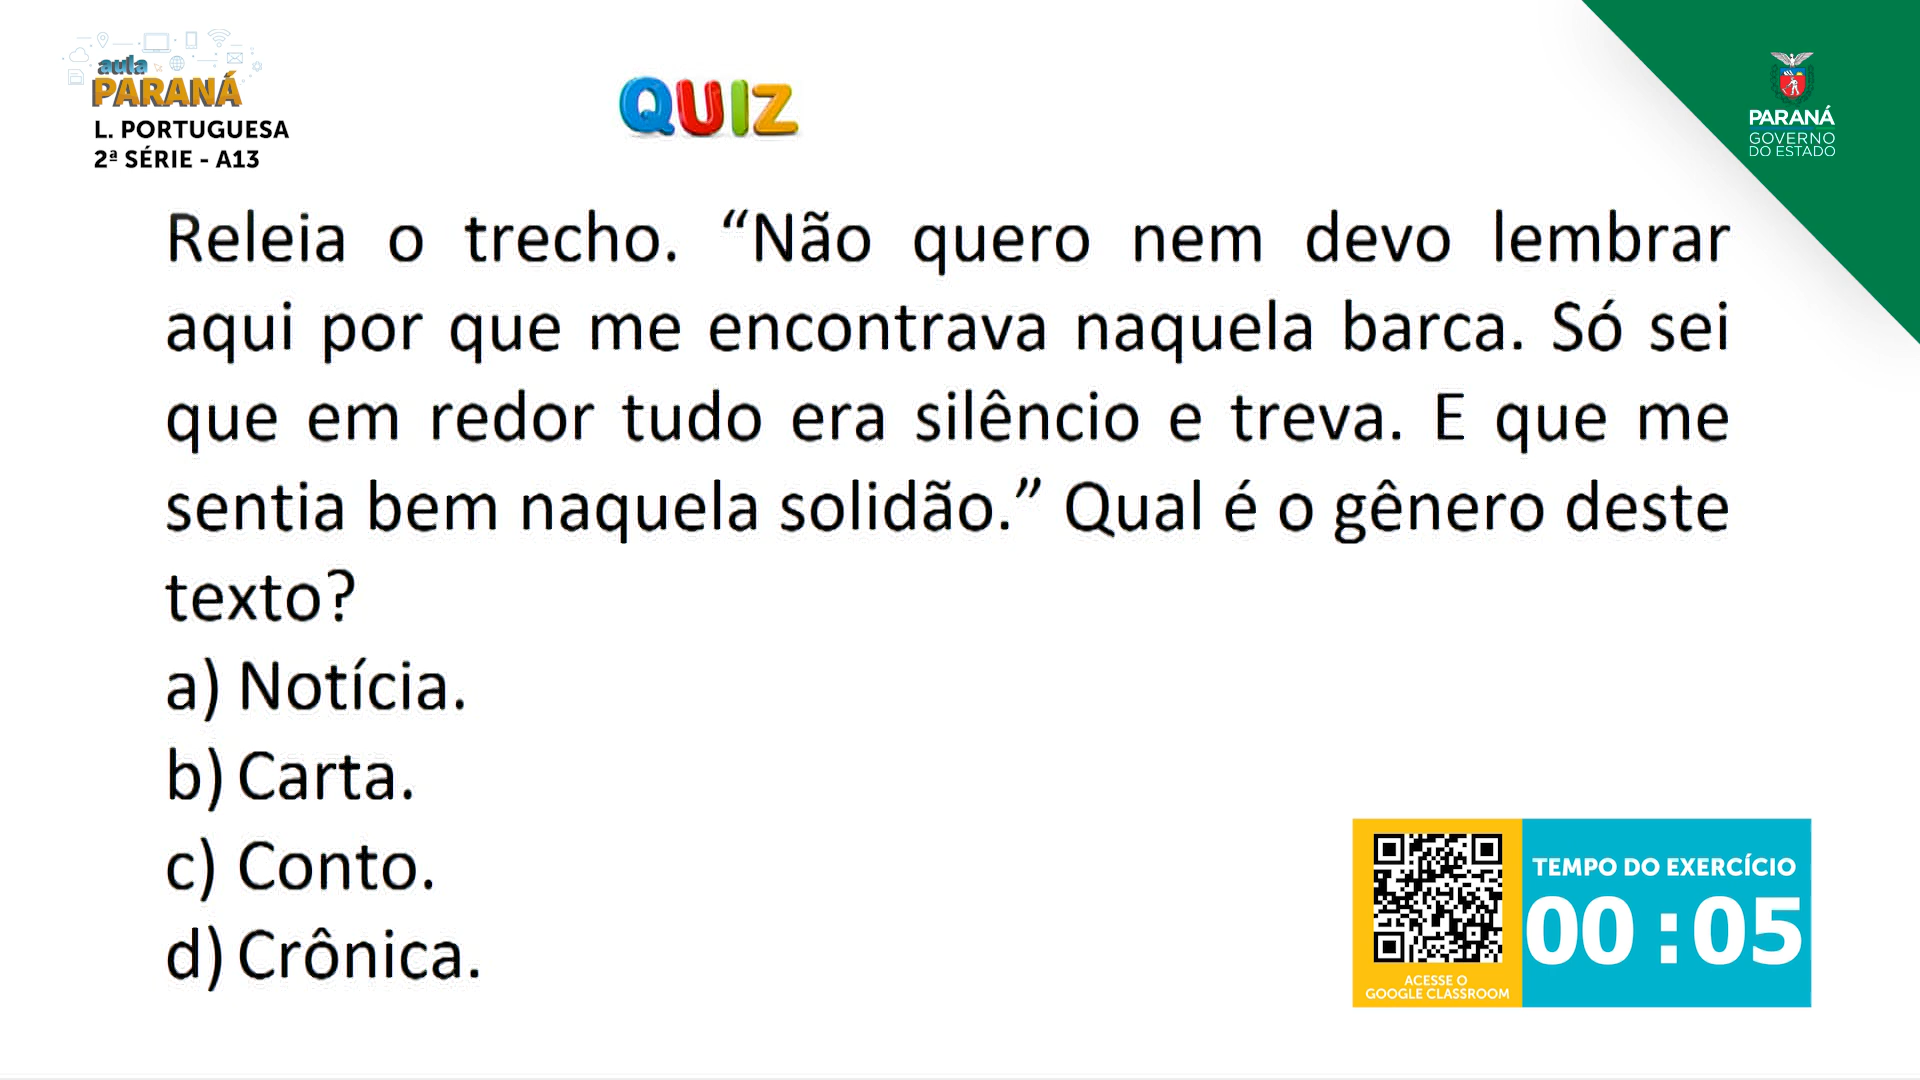 aula
PARANÁ
L. PORTUGUESA
2ª SÉRIE - A13
QUIZ
PARANÁ
GOVERNO
DO ESTADO
Releia o trecho. “Não quero nem devo lembrar
aqui por que me encontrava naquela barca. Só sei
que em redor tudo era silêncio e treva. E que me
sentia bem naquela solidão.” Qual é o gênero deste
texto?
a) Notícia.
b) Carta.
c) Conto.
d) Crônica.
ACESSE O
GOOGLE CLASSROOM
TEMPO DO EXERCÍCIO
00 :05